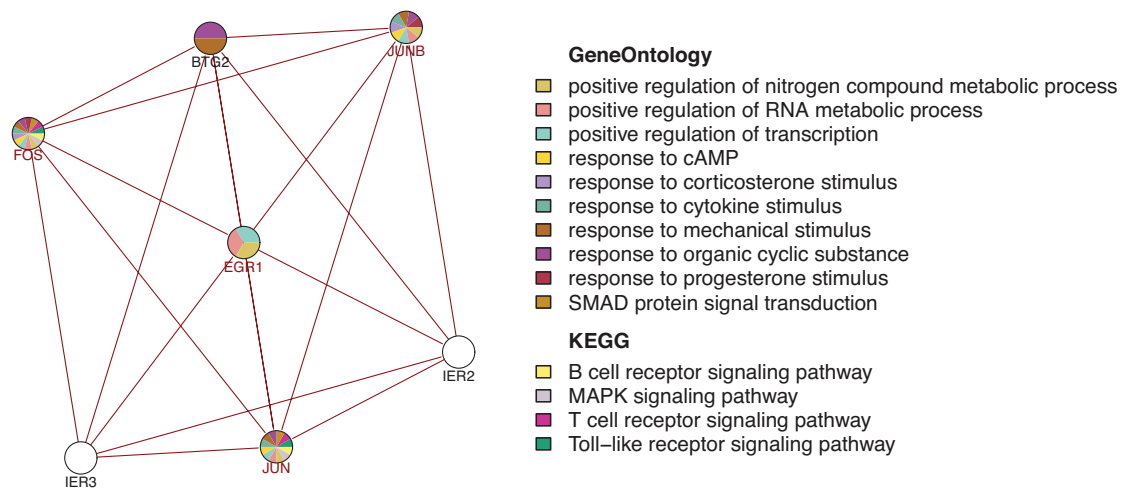 BTG2
JUNB
FOS
EGR1
IER2
IER3
JUN
GeneOntology
positive regulation of nitrogen compound metabolic process
positive regulation of RNA metabolic process
positive regulation of transcription
response to cAMP
response to corticosterone stimulus
response to cytokine stimulus
response to mechanical stimulus
response to organic cyclic substance
response to progesterone stimulus
SMAD protein signal transduction
KEGG
B cell receptor signaling pathway
MAPK signaling pathway
T cell receptor signaling pathway
Toll−like receptor signaling pathway